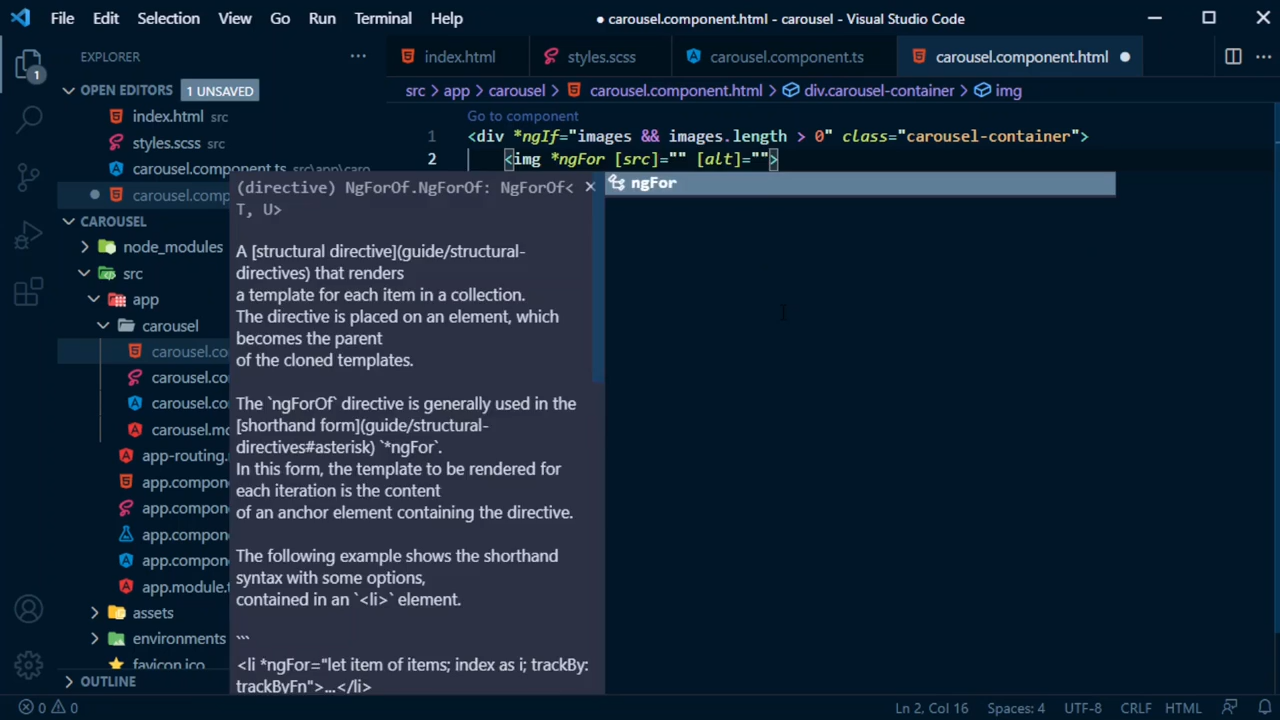 File Edit Selection View Go Run Terminal Help
● carousel.component.html - carousel - Visual Studio Code
EXPLORER
1
OPEN EDITORS 1 UNSAVED
index.html src
styles.scss src
carousel.component.ts src\app\caro
carousel.comp
CAROUSEL
node_modules
src
app
carousel
carousel.co
carousel.co
carousel.co
carousel.mo
app-routing.
app.compon
app.compon
app.compon
app.compon
app.module.t
assets
environments
favicon.ico
OUTLINE
index.html styles.scss carousel.component.ts carousel.component.html
src > app > carousel > carousel.component.html > div.carousel-container > img
Go to component
1 <div *ngIf="images && images.length > 0" class="carousel-container">
2 <img *ngFor [src]="" [alt]="">
ngFor
(directive) NgForOf.NgForOf: NgForOf<
T, U>
A [structural directive](guide/structural-
directives) that renders
a template for each item in a collection.
The directive is placed on an element, which
becomes the parent
of the cloned templates.
The `ngForOf` directive is generally used in the
[shorthand form](guide/structural-
directives#asterisk) `*ngFor`.
In this form, the template to be rendered for
each iteration is the content
of an anchor element containing the directive.
The following example shows the shorthand
syntax with some options,
contained in an `<li>` element.
```
<li *ngFor="let item of items; index as i; trackBy:
trackByFn">...</li>
0 0 Ln 2, Col 16 Spaces: 4 UTF-8 CRLF HTML